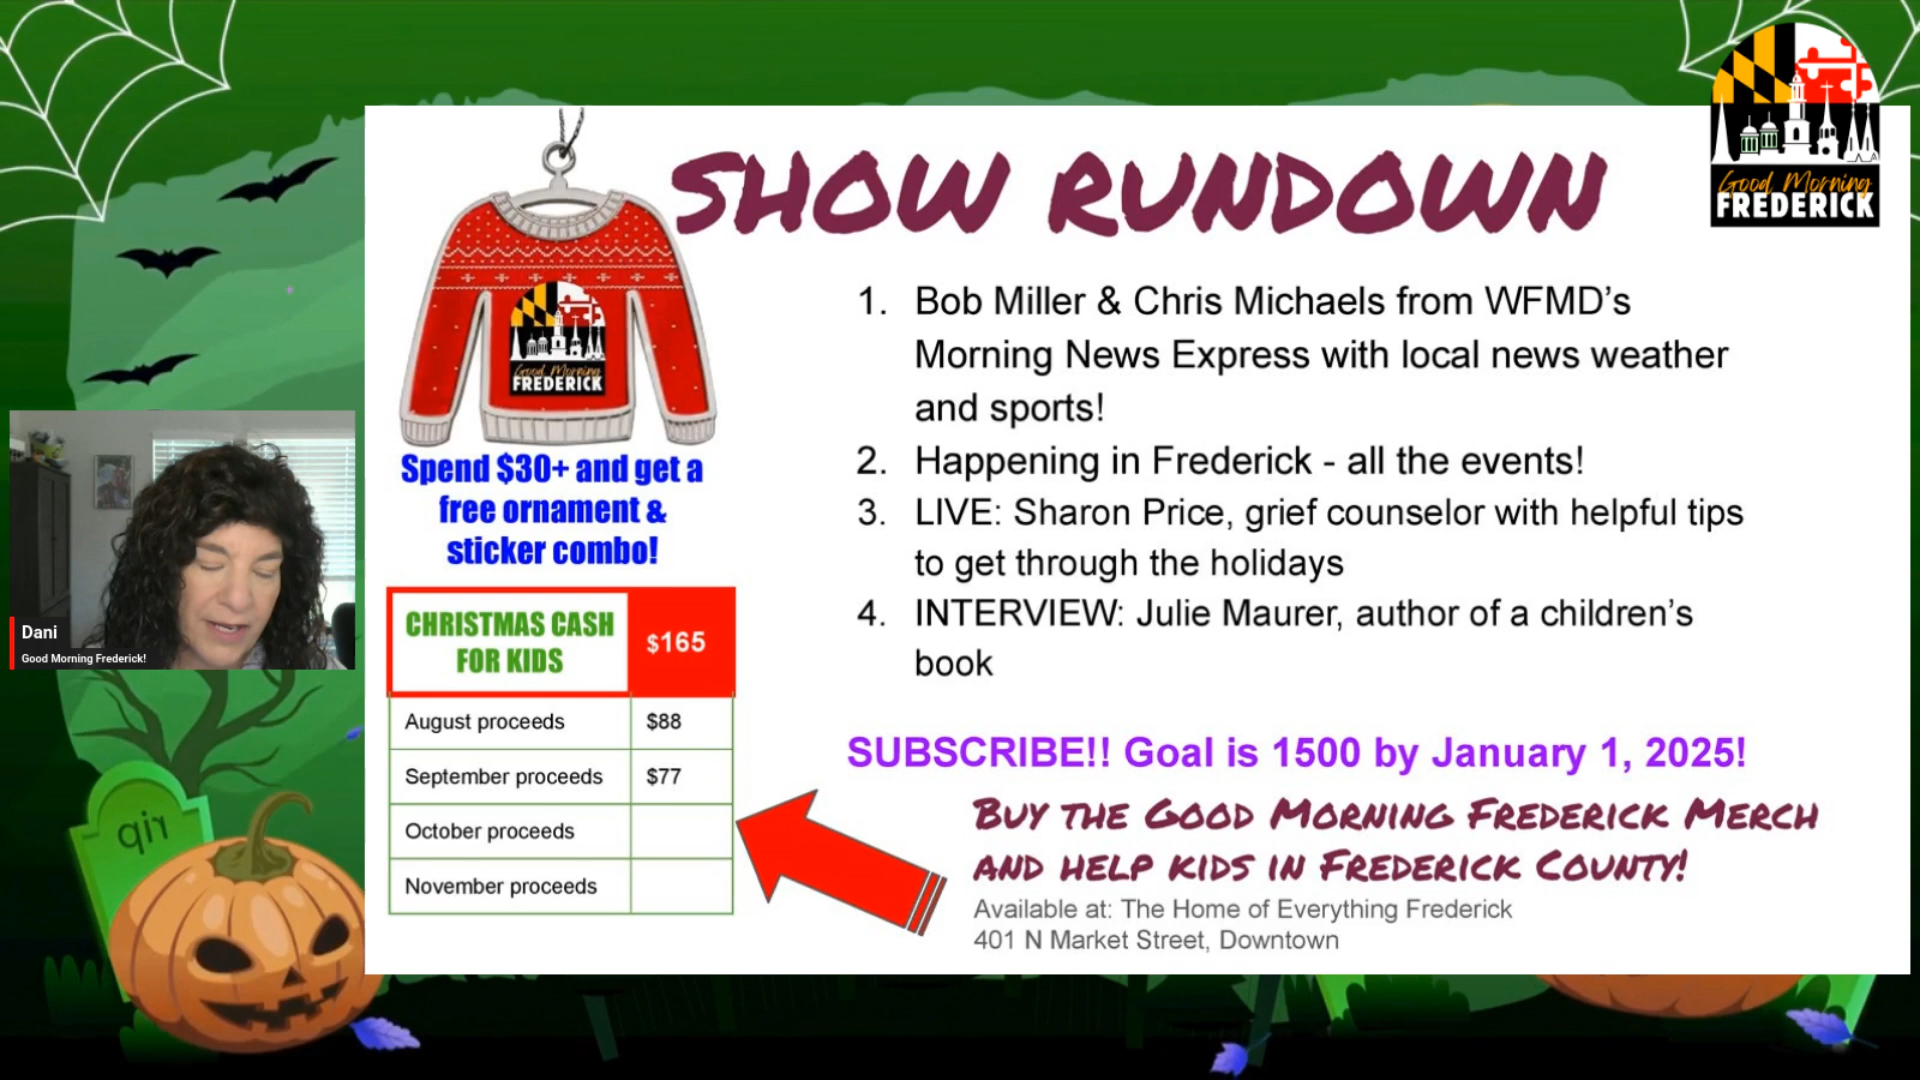 Good Morning
FREDERICK
SHOW RUNDOWN
Good Morning
FREDERICK
Spend $30+ and get a
free ornament &
sticker combo!
CHRISTMAS CASH
FOR KIDS
$165
August proceeds $88
September proceeds $77
October proceeds
November proceeds
1. Bob Miller & Chris Michaels from WFMD's
Morning News Express with local news weather
and sports!
2. Happening in Frederick - all the events!
3. LIVE: Sharon Price, grief counselor with helpful tips
to get through the holidays
4. INTERVIEW: Julie Maurer, author of a children's
book
SUBSCRIBE!! Goal is 1500 by January 1, 2025!
BUY THE GOOD MORNING FREDERICK MERCH
AND HELP KIDS IN FREDERICK COUNTY!
Available at: The Home of Everything Frederick
401 N Market Street, Downtown
Dani
Good Morning Frederick!